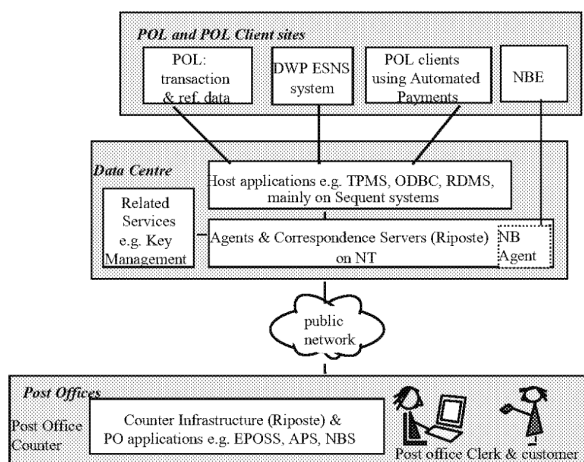 POL and POL Client sites
POL:
transaction
& ref. data
DWP ESNS
system
POL clients
using Automated
Payments
NBE
Data Centre
Host applications e.g. TPMS, ODBC, RDMS,
mainly on Sequent systems
Related
Services
e.g. Key
Management
Agents & Correspondence Servers (Riposte)
on NT
NB
Agent
public
network
Post Offices
Post Office
Counter
Counter Infrastructure (Riposte) &
PO applications e.g. EPOSS, APS, NBS
Post office Clerk & customer